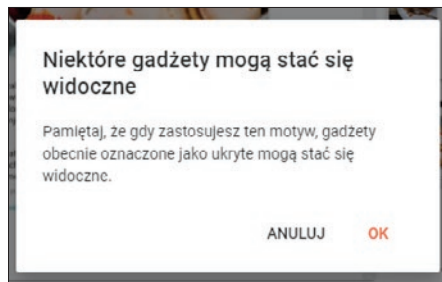 Niektóre gadżety mogą stać się
widoczne
Pamiętaj, że gdy zastosujesz ten motyw, gadżety
obecnie oznaczone jako ukryte mogą stać się
widoczne.
ANULUJ OK